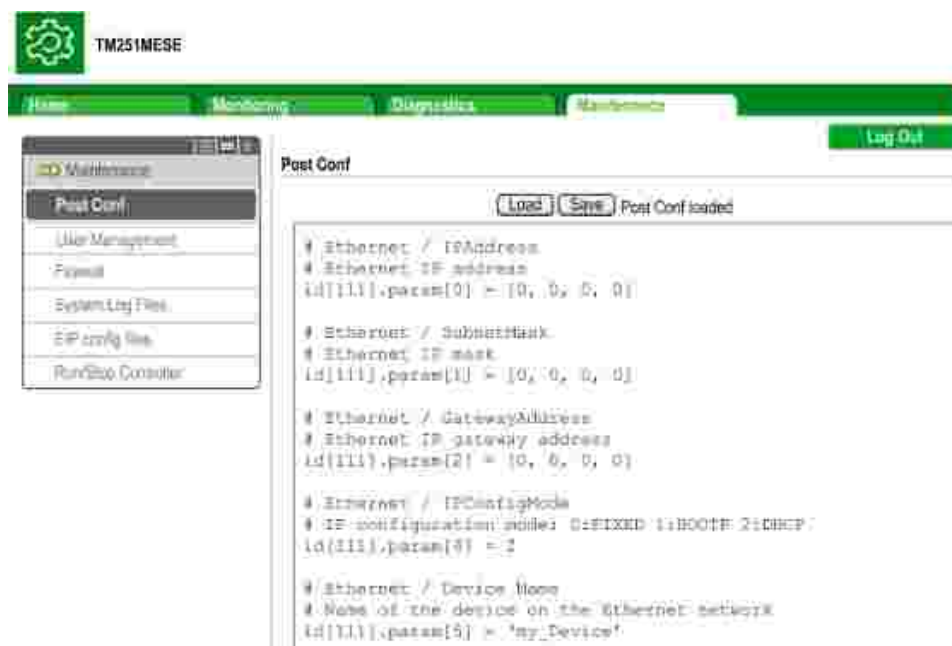 TM251MESE
Home
Monitoring
Diagnostics
Maintenance
Log Out
Maintenance
Post Conf
User Management
Firewall
System Log Files
EIP config files
Run/Stop Controller
Post Conf
Load Save Post Conf loaded
# Ethernet / IPAddress
# Ethernet IP address
id[111].param[0] = [0, 0, 0, 0]
# Ethernet / SubnetMask
# Ethernet IP mask
id[111].param[1] = [0, 0, 0, 0]
# Ethernet / GatewayAddress
# Ethernet IP gateway address
id[111].param[2] = [0, 0, 0, 0]
# Ethernet / IPConfigMode
# IP configuration mode: 0:FIXED 1:BOOTP 2:DHCP
id[111].param[4] = 2
# Ethernet / Device Name
# Name of the device on the Ethernet network
id[111].param[5] = 'my_Device'